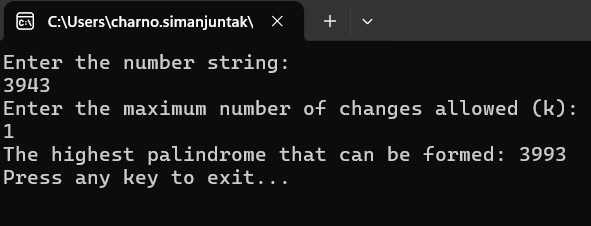 C:\Users\charno.simanjuntak\
Enter the number string:
3943
Enter the maximum number of changes allowed (k):
1
The highest palindrome that can be formed: 3993
Press any key to exit...